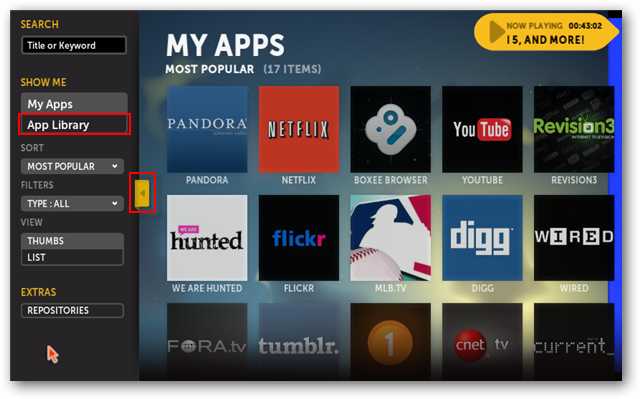 SEARCH
Title or Keyword
SHOW ME
My Apps
App Library
SORT
MOST POPULAR
FILTERS
TYPE : ALL
VIEW
THUMBS
LIST
EXTRAS
REPOSITORIES
NOW PLAYING 00:43:02
I 5, AND MORE!
MY APPS
MOST POPULAR (17 ITEMS)
PANDORA
NETFLIX
YouTube
Revision3
INTERNET TELEVISION
PANDORA
NETFLIX
BOXEE BROWSER
YOUTUBE
REVISION3
WE ARE
hunted
flickr
digg
WIRED
WE ARE HUNTED
FLICKR
MLB.TV
DIGG
WIRED
FORA.tv
tumblr.
1
cnet tv
current_